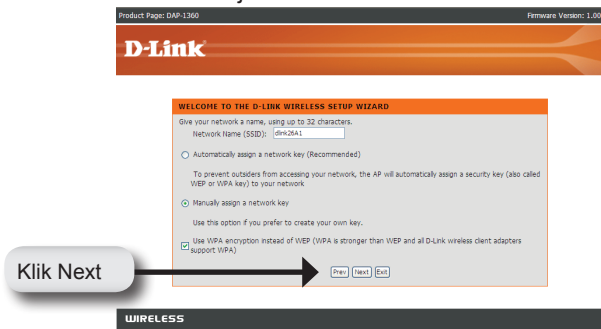 Product Page: DAP-1360 Firmware Version: 1.00
D-Link
WELCOME TO THE D-LINK WIRELESS SETUP WIZARD
Give your network a name, using up to 32 characters.
Network Name (SSID): dlink26A1
Automatically assign a network key (Recommended)
To prevent outsiders from accessing your network, the AP will automatically assign a security key (also called
WEP or WPA key) to your network
Manually assign a network key
Use this option if you prefer to create your own key.
Use WPA encryption instead of WEP (WPA is stronger than WEP and all D-Link wireless client adapters
support WPA)
Klik Next
Prev Next Exit
WIRELESS